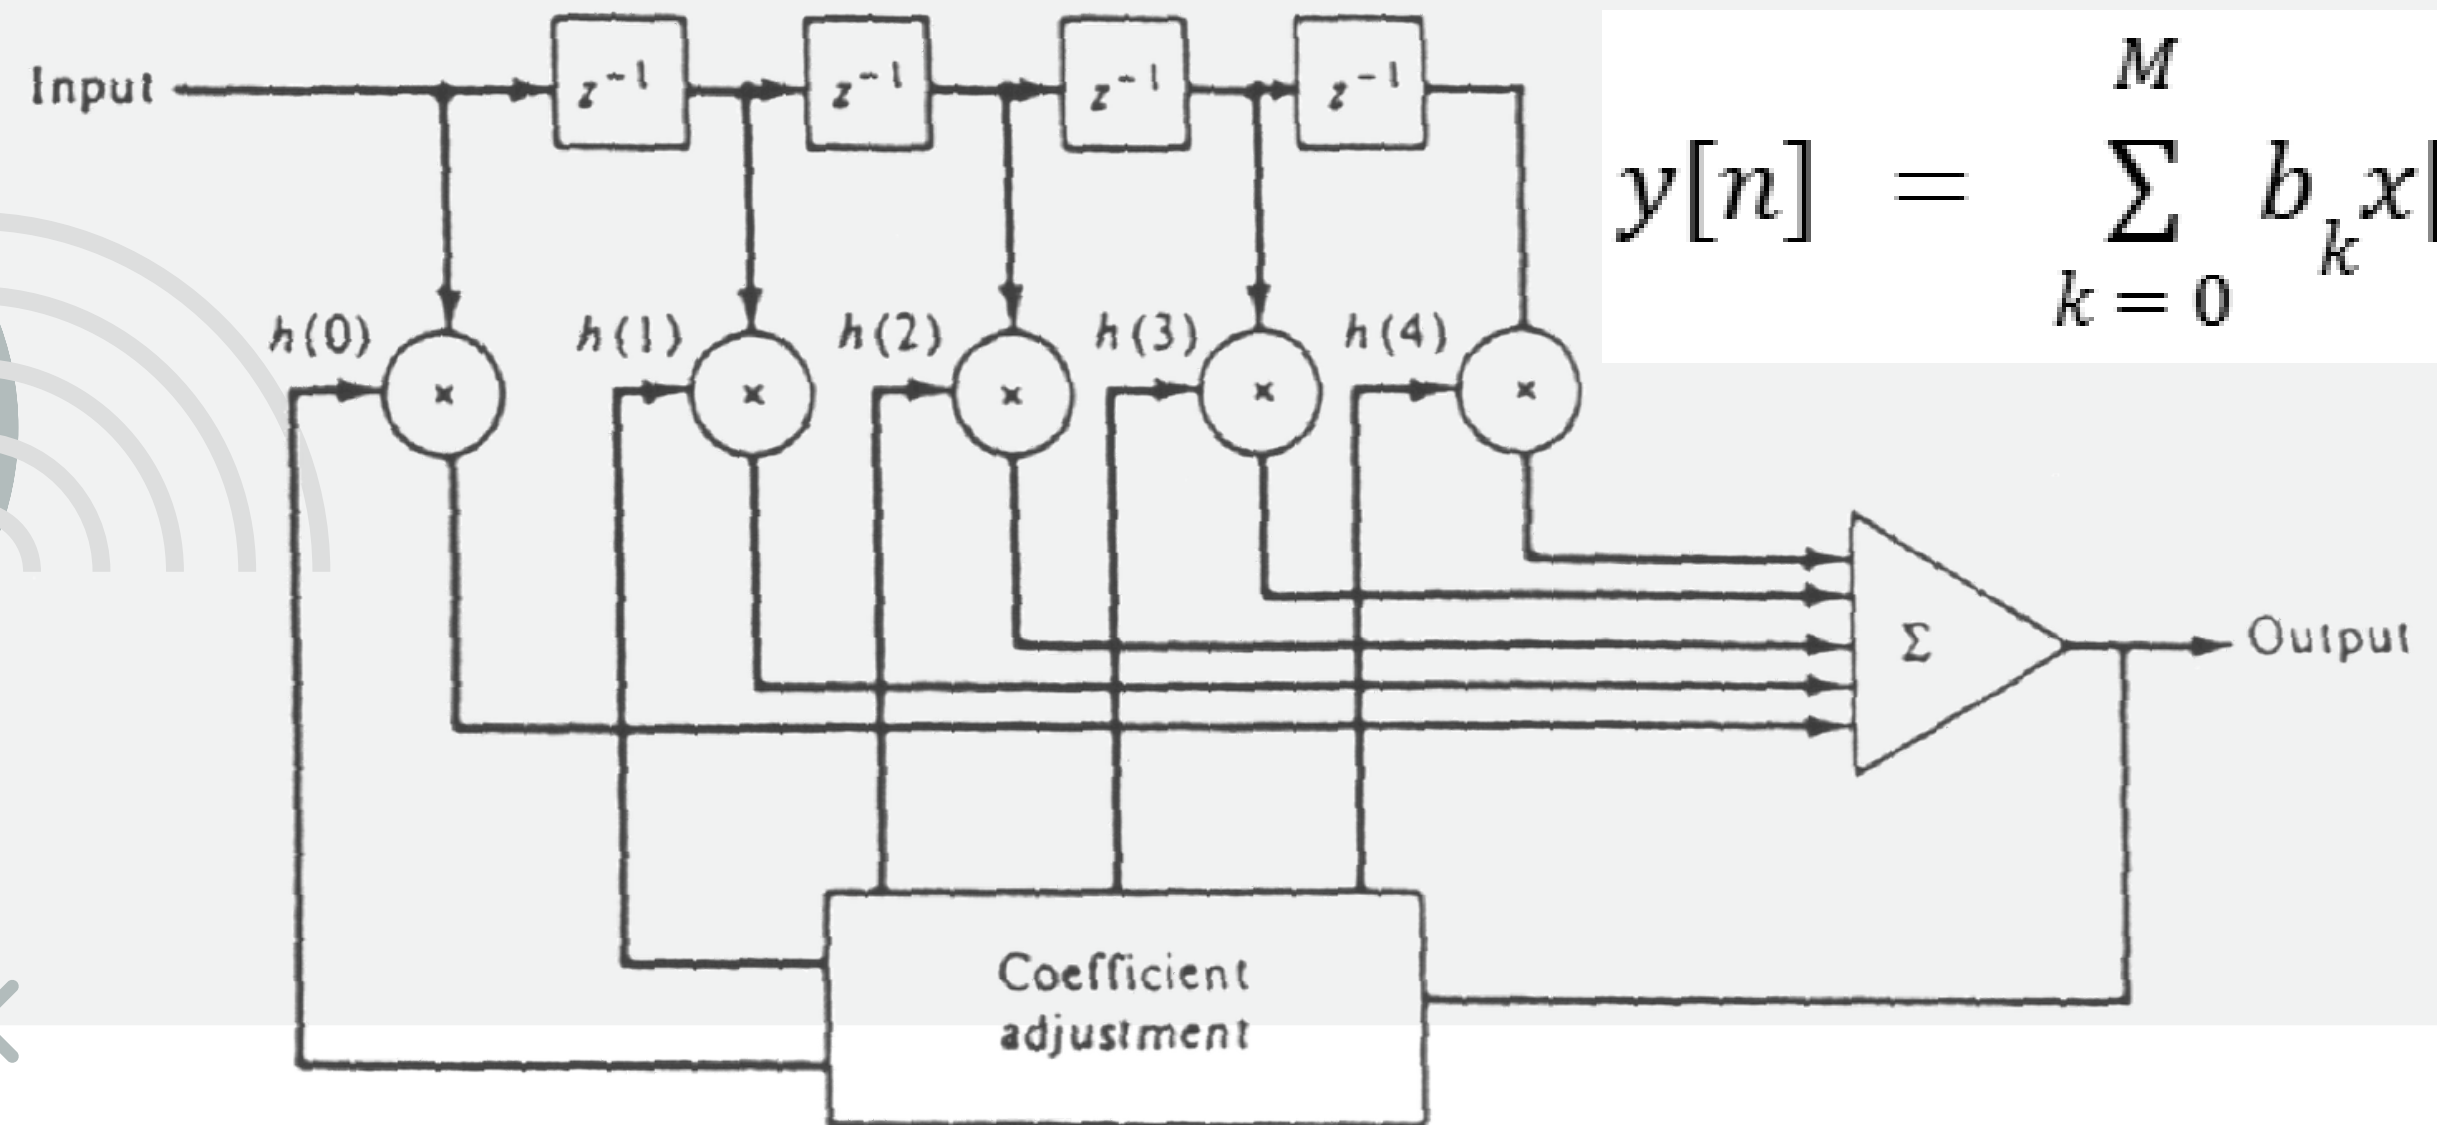 Input
z⁻¹
z⁻¹
z⁻¹
z⁻¹
M
y[n] = Σ b_k x[
k = 0
h(0)
h(1)
h(2)
h(3)
h(4)
×
×
×
×
×
Σ
Output
Coefficient
adjustment